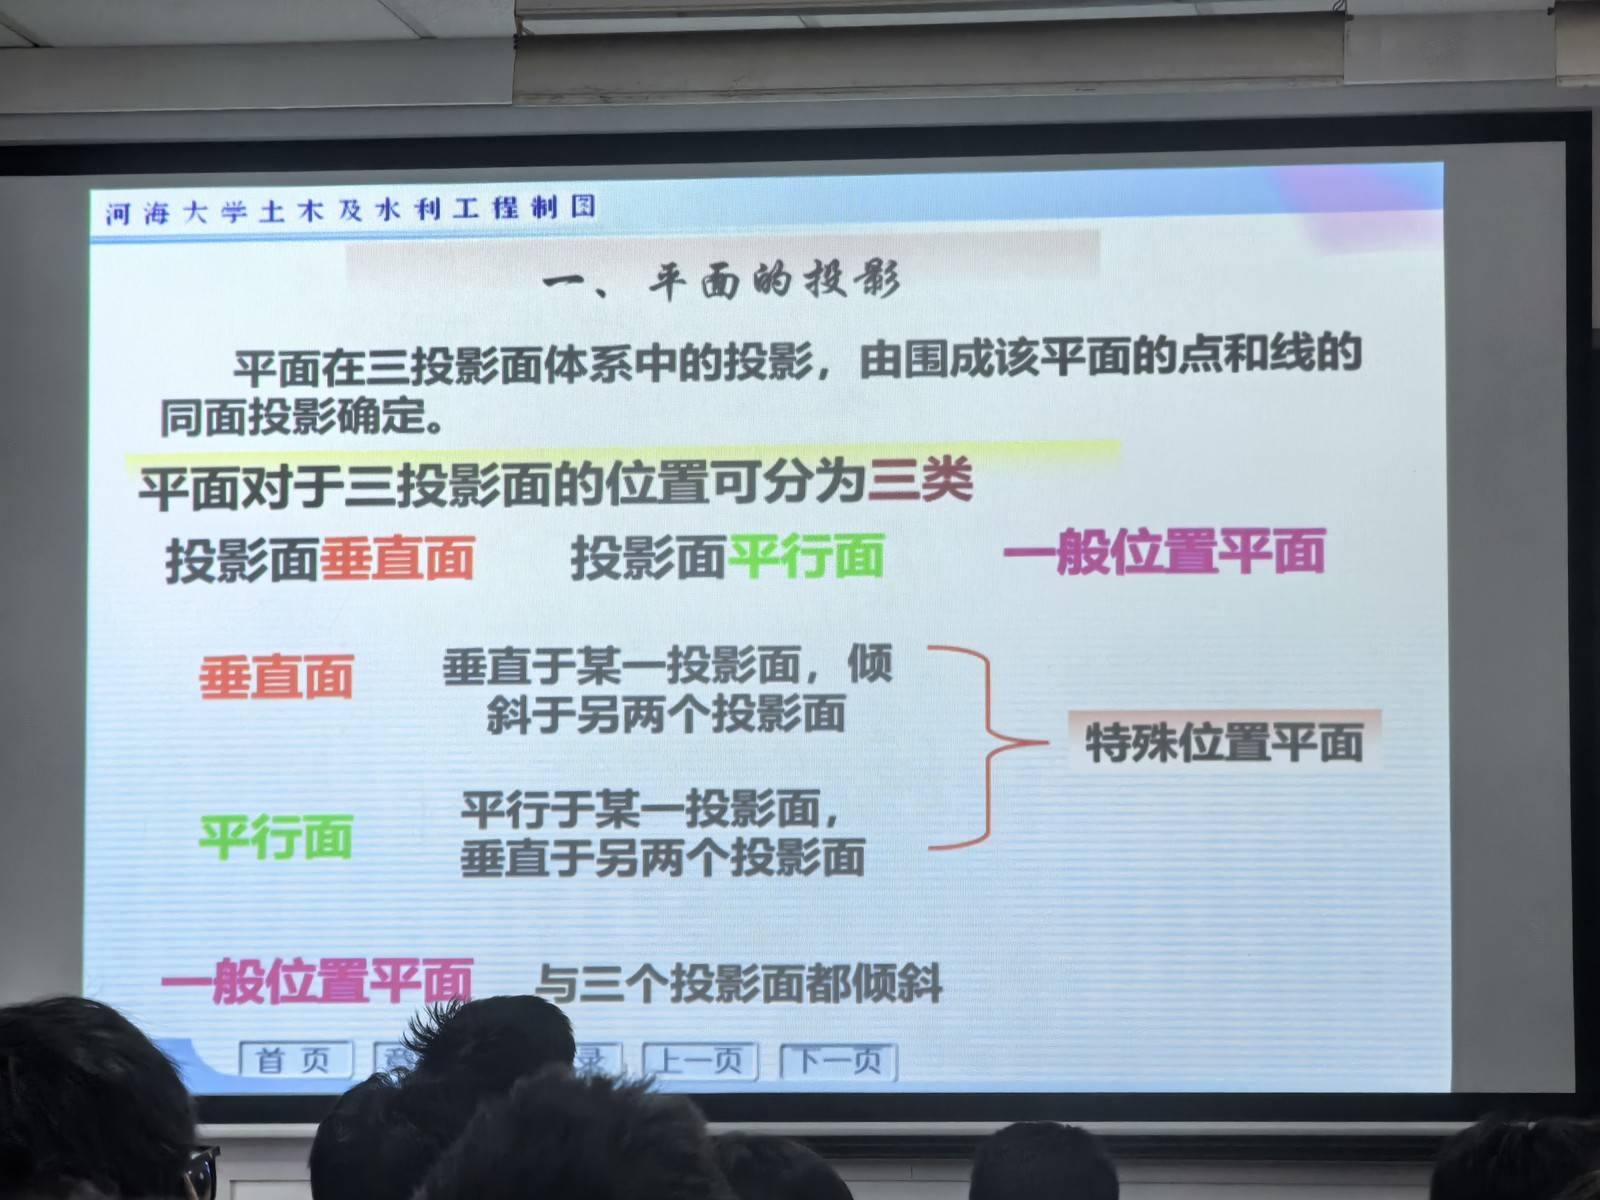 河海大学土木及水利工程制图
一、平面的投影
平面在三投影面体系中的投影，由围成该平面的点和线的
同面投影确定。
平面对于三投影面的位置可分为三类
投影面垂直面 投影面平行面 一般位置平面
垂直面
垂直于某一投影面，倾
斜于另两个投影面
特殊位置平面
平行面
平行于某一投影面，
垂直于另两个投影面
一般位置平面 与三个投影面都倾斜
首页 录 上一页 下一页